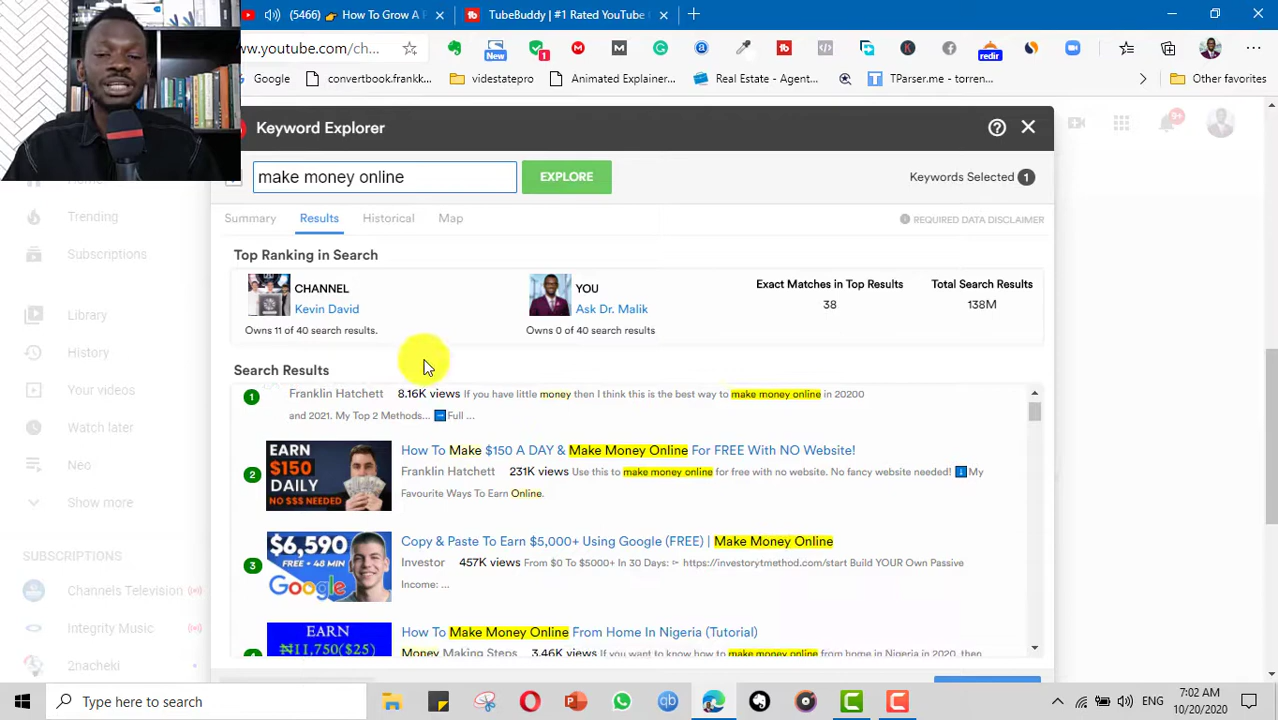 (5466) 👉 How To Grow A F
TubeBuddy | #1 Rated YouTube
ww.youtube.com/ch...
New
1
redir
Google
convertbook.frankk...
videstatepro
Animated Explainer...
Real Estate - Agent...
TParser.org - torren...
Other favorites
9+
Trending
Subscriptions
Library
History
Your videos
Watch later
Neo
Show more
SUBSCRIPTIONS
Channels Television
Integrity Music
2nacheki
Keyword Explorer
make money online
EXPLORE
Keywords Selected 1
Summary
Results
Historical
Map
REQUIRED DATA DISCLAIMER
Top Ranking in Search
CHANNEL
Kevin David
Owns 11 of 40 search results.
YOU
Ask Dr. Malik
Owns 0 of 40 search results
Exact Matches in Top Results
38
Total Search Results
138M
Search Results
1
Franklin Hatchett 8.16K views If you have little money then I think this is the best way to make money online in 20200
and 2021. My Top 2 Methods... Full ...
2
EARN
$150
DAILY
NO $$$ NEEDED
How To Make $150 A DAY & Make Money Online For FREE With NO Website!
Franklin Hatchett 231K views Use this to make money online for free with no website. No fancy website needed! My
Favourite Ways To Earn Online.
3
$6,590
FREE + 48 MIN
Google
Copy & Paste To Earn $5,000+ Using Google (FREE) | Make Money Online
Investor 457K views From $0 To $5000+ In 30 Days: ⊳ https://investorytmethod.com/start Build YOUR Own Passive
Income: ...
EARN
₦11,750($25)
How To Make Money Online From Home In Nigeria (Tutorial)
Money Making Steps 3.46K views If you want to know how to make money online from home in Nigeria in 2020, then
Type here to search
ENG
7:02 AM
10/20/2020